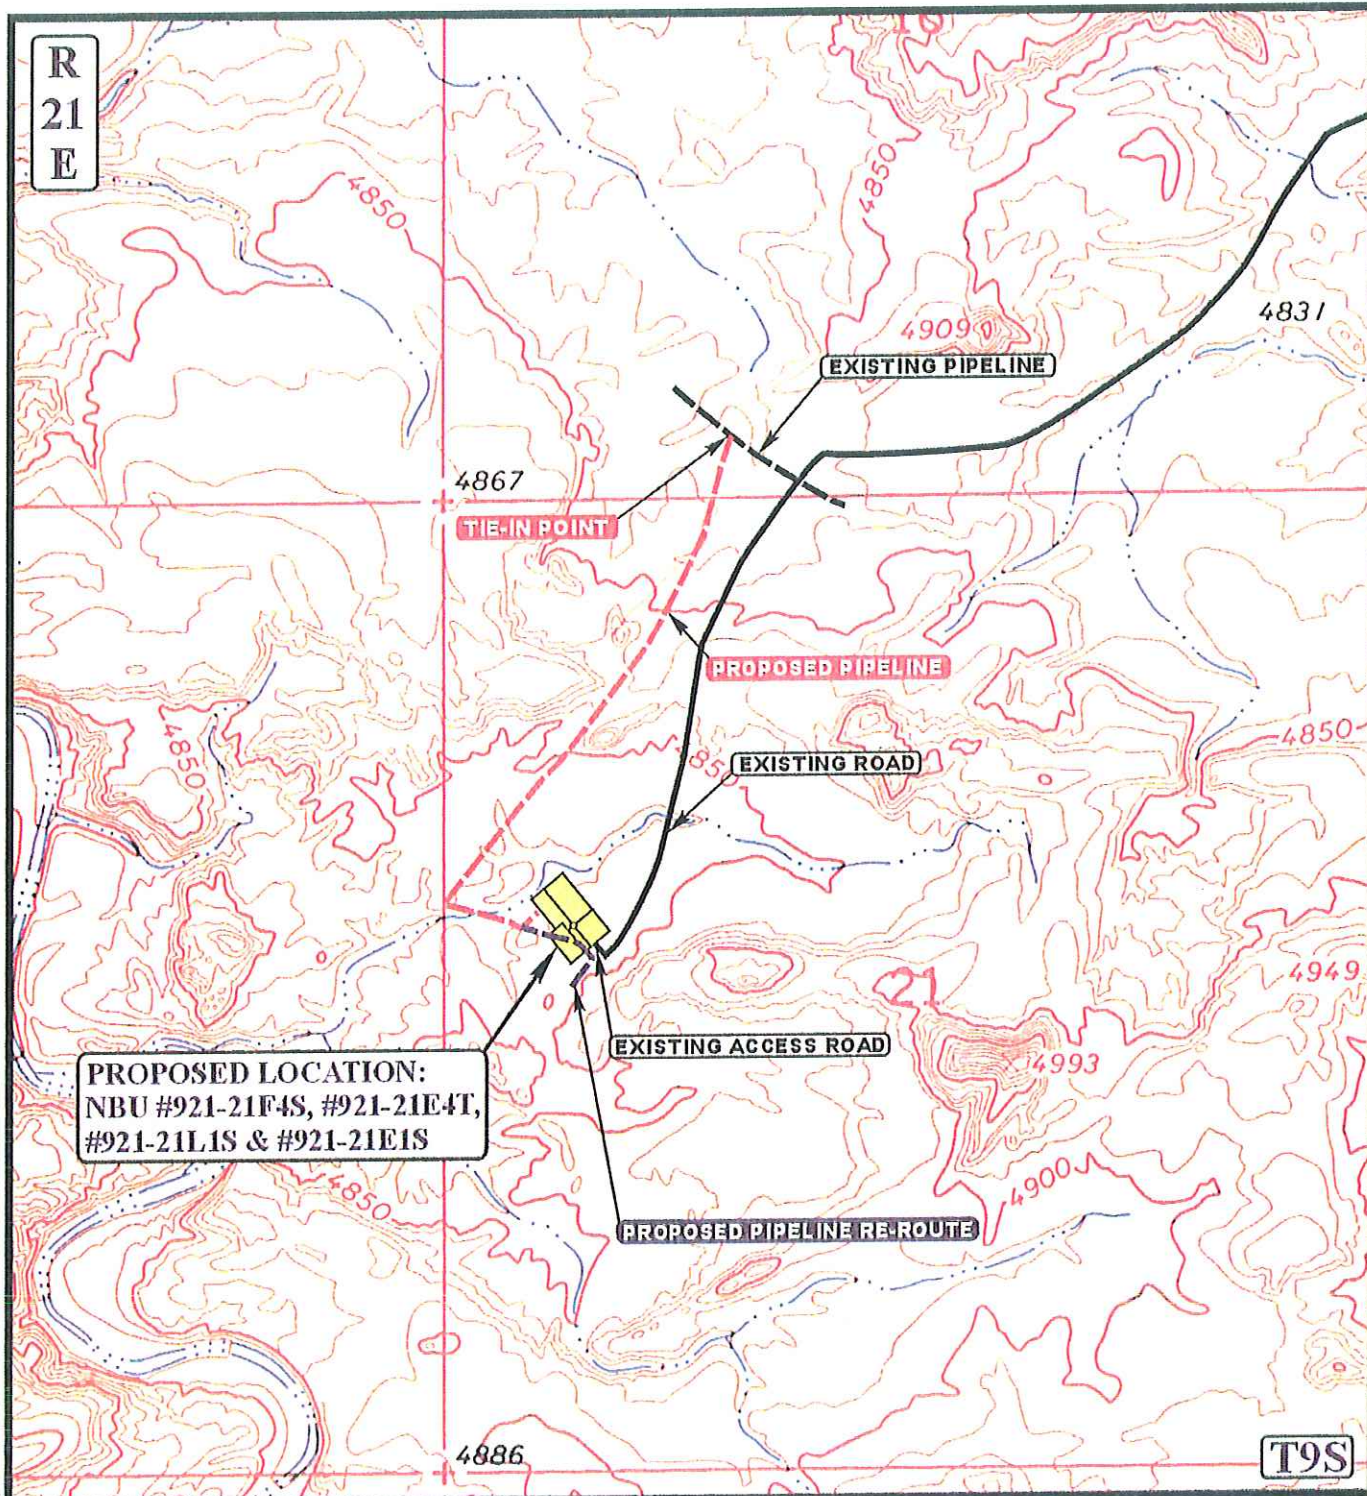 R
21
E
4850
4850
4909
4831
EXISTING PIPELINE
4867
TIE-IN POINT
PROPOSED PIPELINE
4850
4850
EXISTING ROAD
21
4949
EXISTING ACCESS ROAD
4993
PROPOSED LOCATION:
NBU #921-21F4S, #921-21E4T,
#921-21L1S & #921-21E1S
4850
4900
PROPOSED PIPELINE RE-ROUTE
4886
T9S